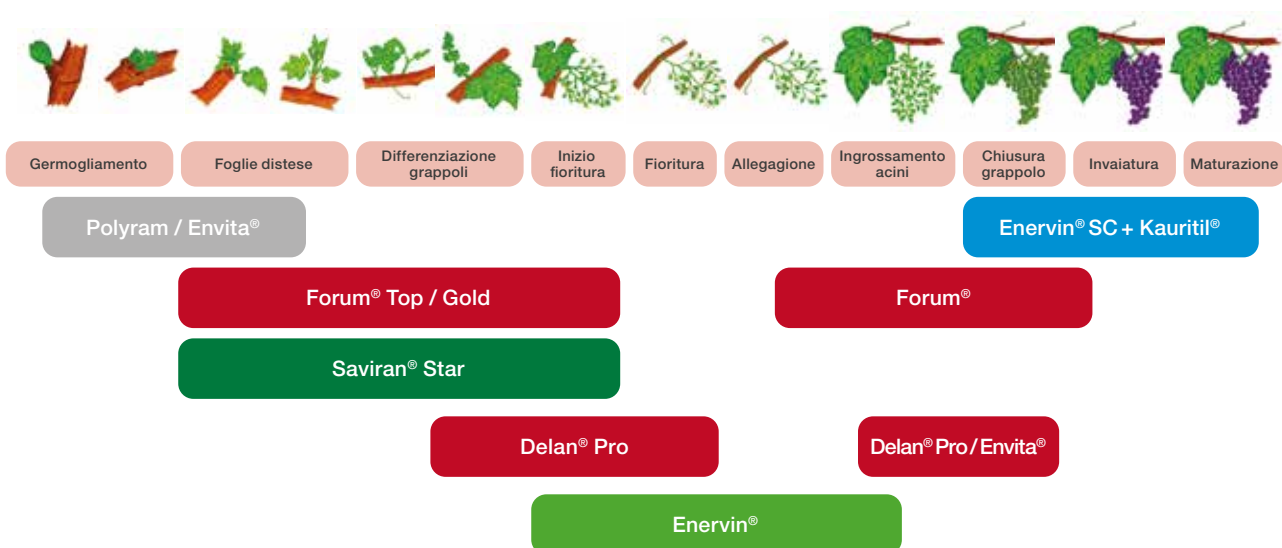 Germogliamento
Foglie distese
Differenziazione
grappoli
Inizio
fioritura
Fioritura
Allegagione
Ingrossamento
acini
Chiusura
grappolo
Invaiatura
Maturazione
Polyram / Envita®
Enervin® SC + Kauritil®
Forum® Top / Gold
Forum®
Saviran® Star
Delan® Pro
Delan® Pro / Envita®
Enervin®